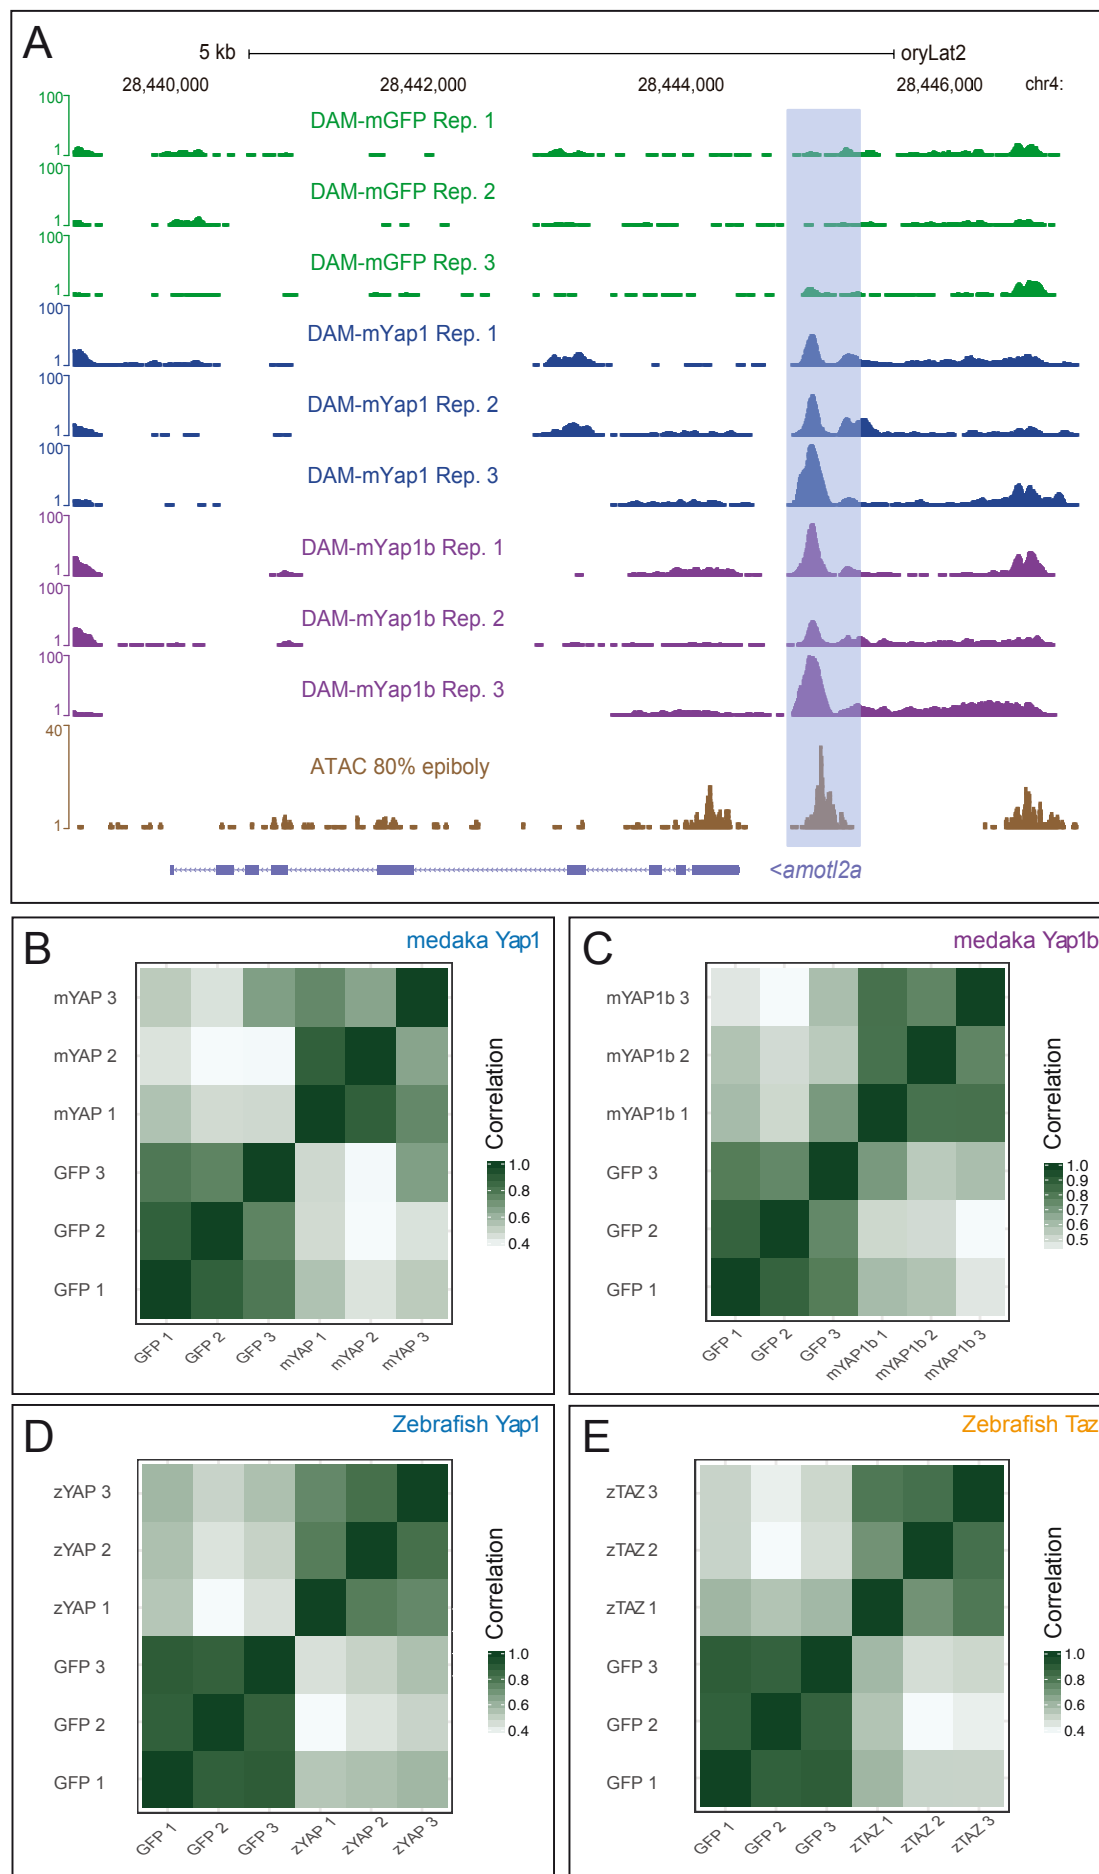 A
5 kb
oryLat2
28,440,000 28,442,000 28,444,000 28,446,000 chr4:
100
DAM-mGFP Rep. 1
1
100
DAM-mGFP Rep. 2
1
100
DAM-mGFP Rep. 3
1
100
DAM-mYap1 Rep. 1
1
100
DAM-mYap1 Rep. 2
1
100
DAM-mYap1 Rep. 3
1
100
DAM-mYap1b Rep. 1
1
100
DAM-mYap1b Rep. 2
1
100
DAM-mYap1b Rep. 3
1
40
ATAC 80% epiboly
1
<amotl2a
B
medaka Yap1
mYAP 3
mYAP 2
mYAP 1
GFP 3
GFP 2
GFP 1
GFP 1 GFP 2 GFP 3 mYAP 1 mYAP 2 mYAP 3
Correlation
1.0
0.8
0.6
0.4
C
medaka Yap1b
mYAP1b 3
mYAP1b 2
mYAP1b 1
GFP 3
GFP 2
GFP 1
GFP 1 GFP 2 GFP 3 mYAP1b 1 mYAP1b 2 mYAP1b 3
Correlation
1.0
0.9
0.8
0.7
0.6
0.5
D
Zebrafish Yap1
zYAP 3
zYAP 2
zYAP 1
GFP 3
GFP 2
GFP 1
GFP 1 GFP 2 GFP 3 zYAP 1 zYAP 2 zYAP 3
Correlation
1.0
0.8
0.6
0.4
E
Zebrafish Taz
zTAZ 3
zTAZ 2
zTAZ 1
GFP 3
GFP 2
GFP 1
GFP 1 GFP 2 GFP 3 zTAZ 1 zTAZ 2 zTAZ 3
Correlation
1.0
0.8
0.6
0.4